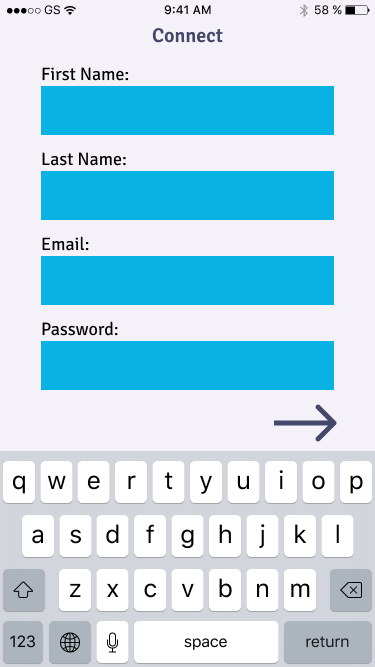 GS 9:41 AM 58 %
Connect
First Name:
Last Name:
Email:
Password:
q w e r t y u i o p
a s d f g h j k l
z x c v b n m
123 space return